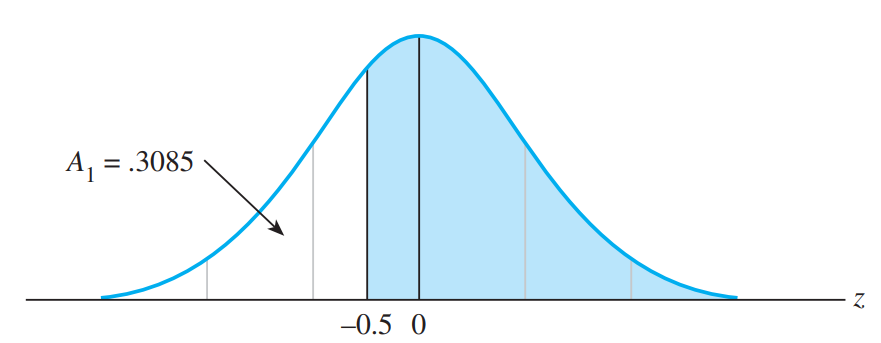 A₁ = .3085
z
–0.5 0